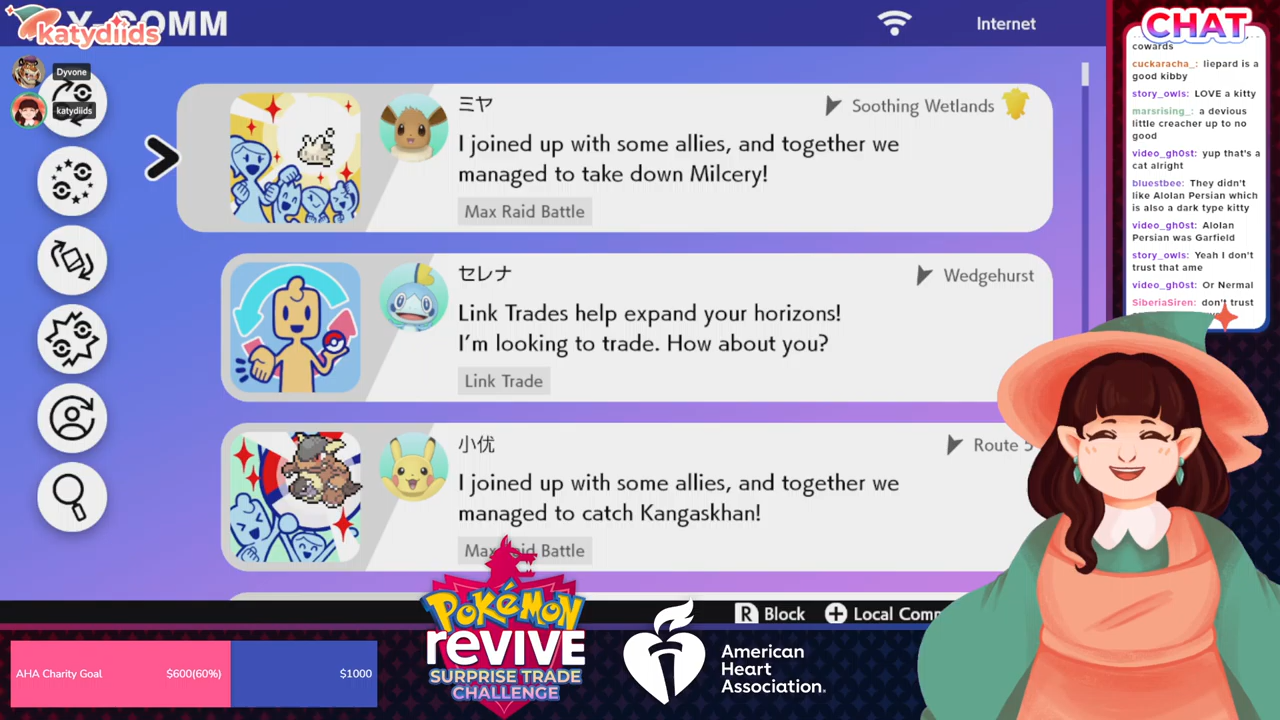 Y-COMM
katydiids
Internet
Dyvone
katydiids
ミヤ
Soothing Wetlands
I joined up with some allies, and together we
managed to take down Milcery!
Max Raid Battle
セレナ
Wedgehurst
Link Trades help expand your horizons!
I'm looking to trade. How about you?
Link Trade
小优
Route 5
I joined up with some allies, and together we
managed to catch Kangaskhan!
Max Raid Battle
R Block
Local Comm
CHAT
cowards
cuckaracha_: liepard is a
good kibby
story_owls: LOVE a kitty
marsrising_: a devious
little creacher up to no
good
video_gh0st: yup that's a
cat alright
bluestbee: They didn't
like Alolan Persian which
is also a dark type kitty
video_gh0st: Alolan
Persian was Garfield
story_owls: Yeah I don't
trust that ame
video_gh0st: Or Nermal
SiberiaSiren: don't trust
AHA Charity Goal
$600(60%)
$1000
POKéMON
reVIVE
SURPRISE TRADE
CHALLENGE
American
Heart
Association.